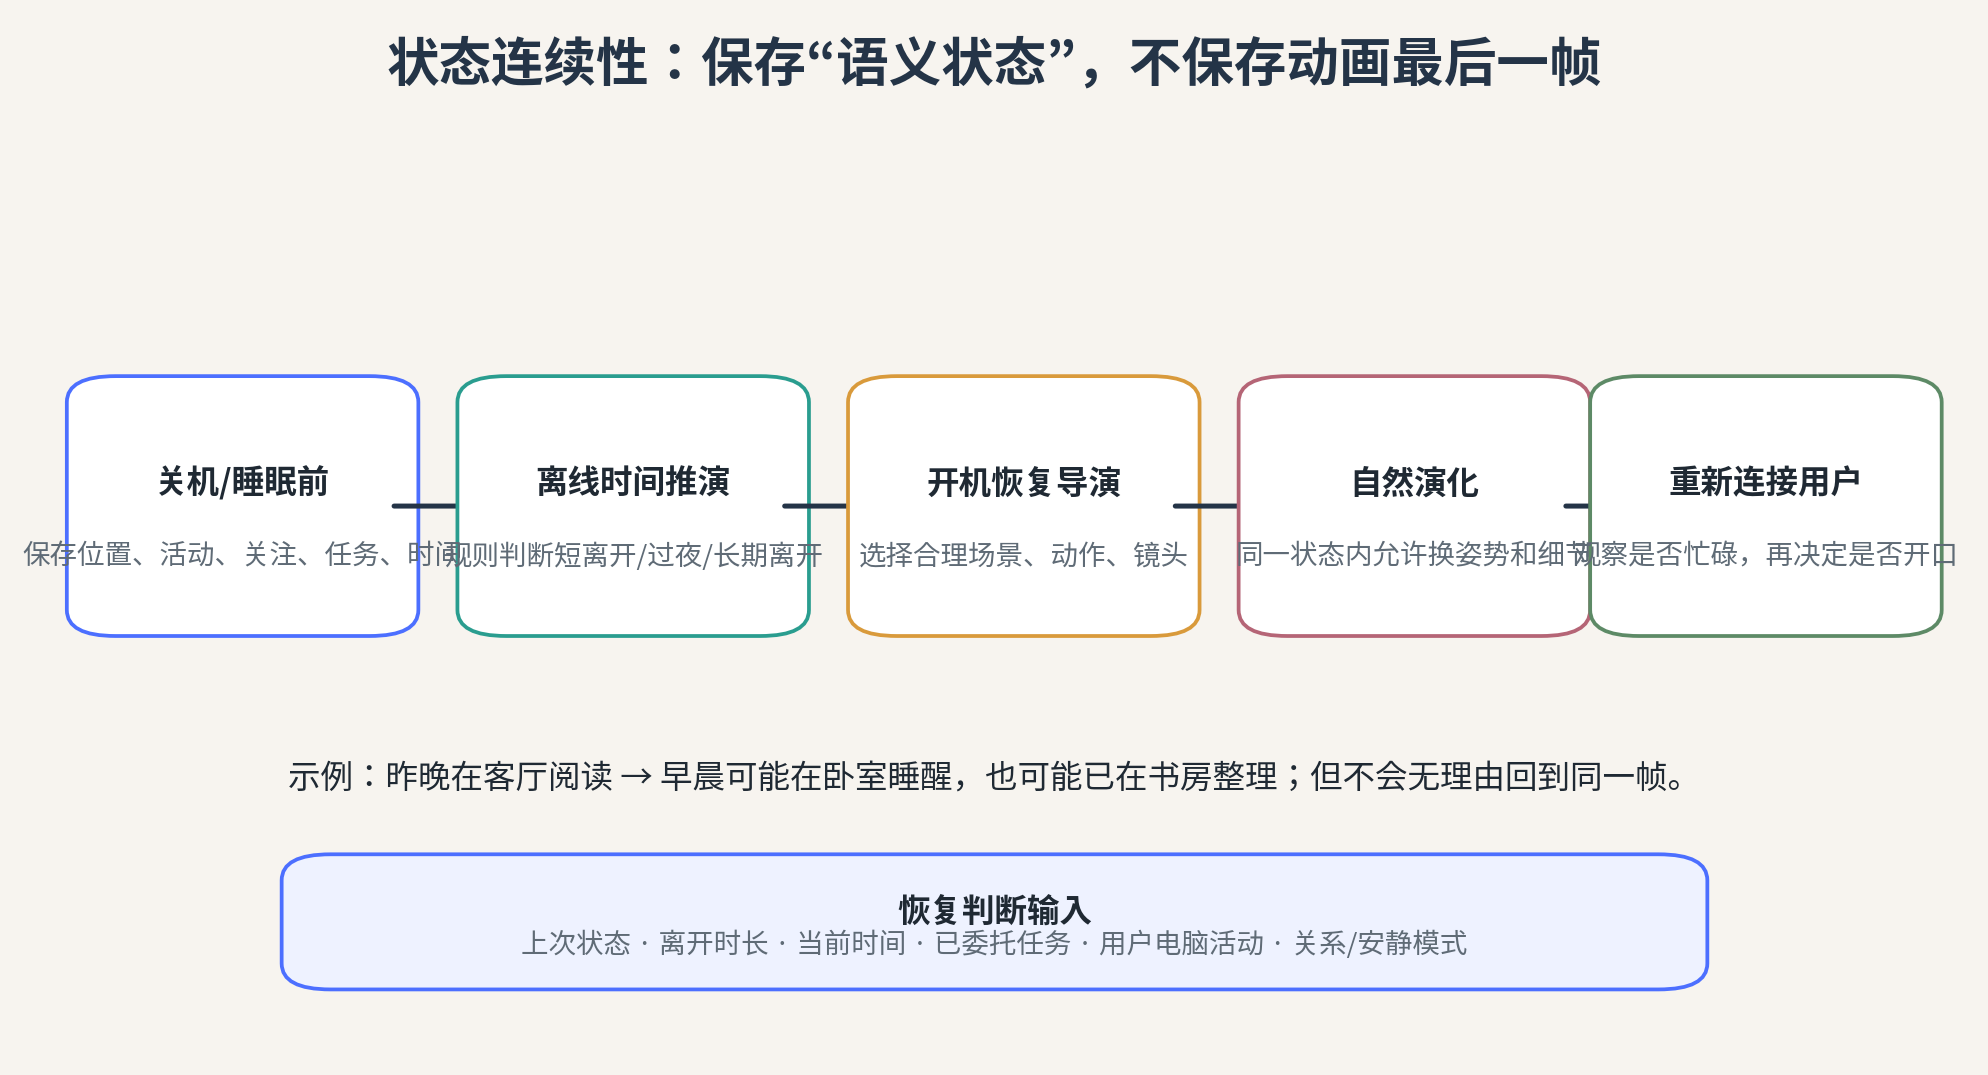 状态连续性：保存“语义状态”，不保存动画最后一帧
关机/睡眠前
保存位置、活动、关注、任务、时间
离线时间推演
规则判断短离开/过夜/长期离开
开机恢复导演
选择合理场景、动作、镜头
自然演化
同一状态内允许换姿势和细节
重新连接用户
观察是否忙碌，再决定是否开口
示例：昨晚在客厅阅读 → 早晨可能在卧室睡醒，也可能已在书房整理；但不会无理由回到同一帧。
恢复判断输入
上次状态 · 离开时长 · 当前时间 · 已委托任务 · 用户电脑活动 · 关系/安静模式